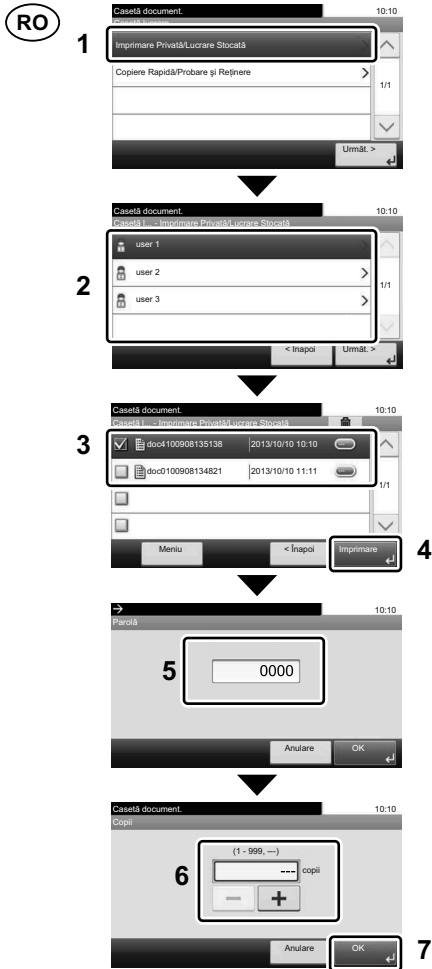 RO
Casetă document. 10:10
Casetă lucrare
1
Imprimare Privată/Lucrare Stocată
Copiere Rapidă/Probare și Reținere
1/1
Următ. >
Casetă document. 10:10
Casetă l... - Imprimare Privată/Lucrare Stocată
2
user 1
user 2
user 3
1/1
< Inapoi Următ. >
Casetă document. 10:10
Casetă l... - Imprimare Privată/Lucrare Stocată
3
doc4100908135138 2013/10/10 10:10
doc0100908134821 2013/10/10 11:11
1/1
Meniu < Înapoi Imprimare 4
10:10
Parolă
5
0000
Anulare OK
Casetă document. 10:10
Copii
(1 - 999, ---)
6
--- copii
− +
Anulare OK 7